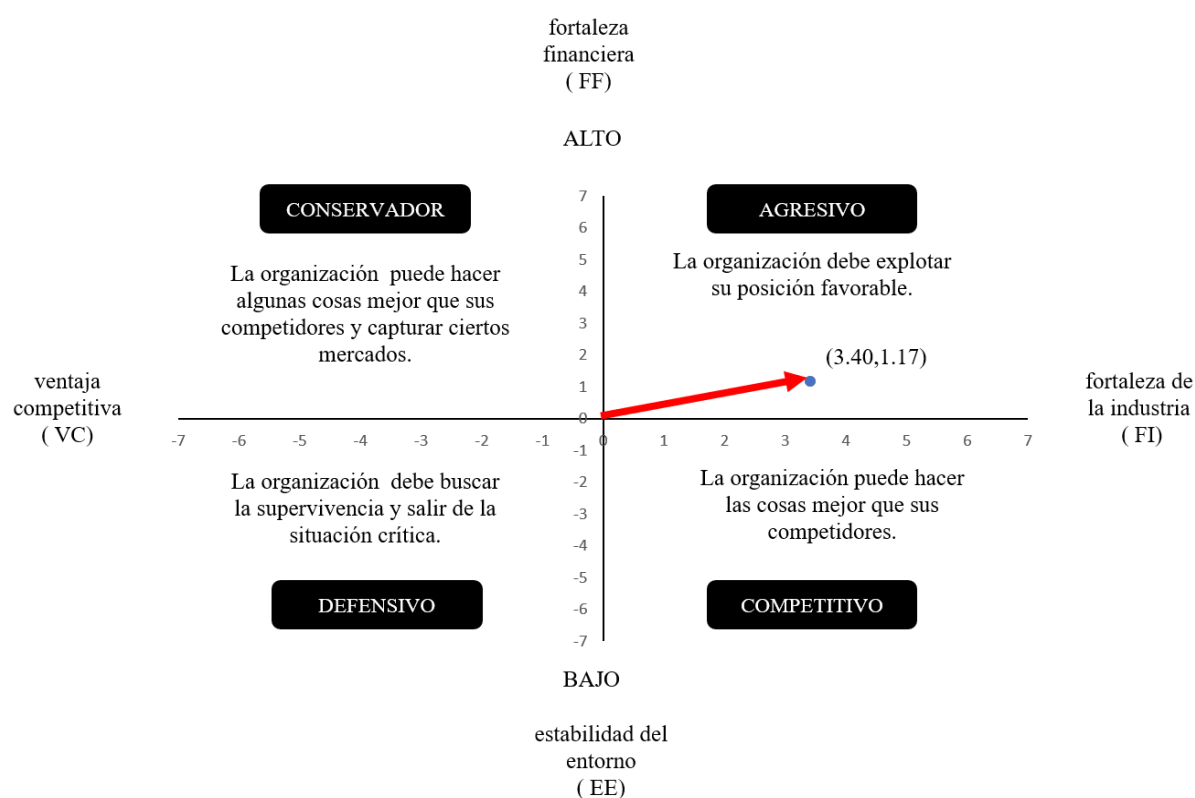 fortaleza
financiera
( FF)
ALTO
CONSERVADOR
AGRESIVO
La organización  puede hacer
algunas cosas mejor que sus
competidores y capturar ciertos
mercados.
La organización debe explotar
su posición favorable.
(3.40,1.17)
ventaja
competitiva
( VC)
fortaleza de
la industria
( FI)
7
6
5
4
3
2
1
0
-1
-2
-3
-4
-5
-6
-7
-7 -6 -5 -4 -3 -2 -1 0 1 2 3 4 5 6 7
La organización  debe buscar
la supervivencia y salir de la
situación crítica.
La organización puede hacer
las cosas mejor que sus
competidores.
DEFENSIVO
COMPETITIVO
BAJO
estabilidad del
entorno
( EE)